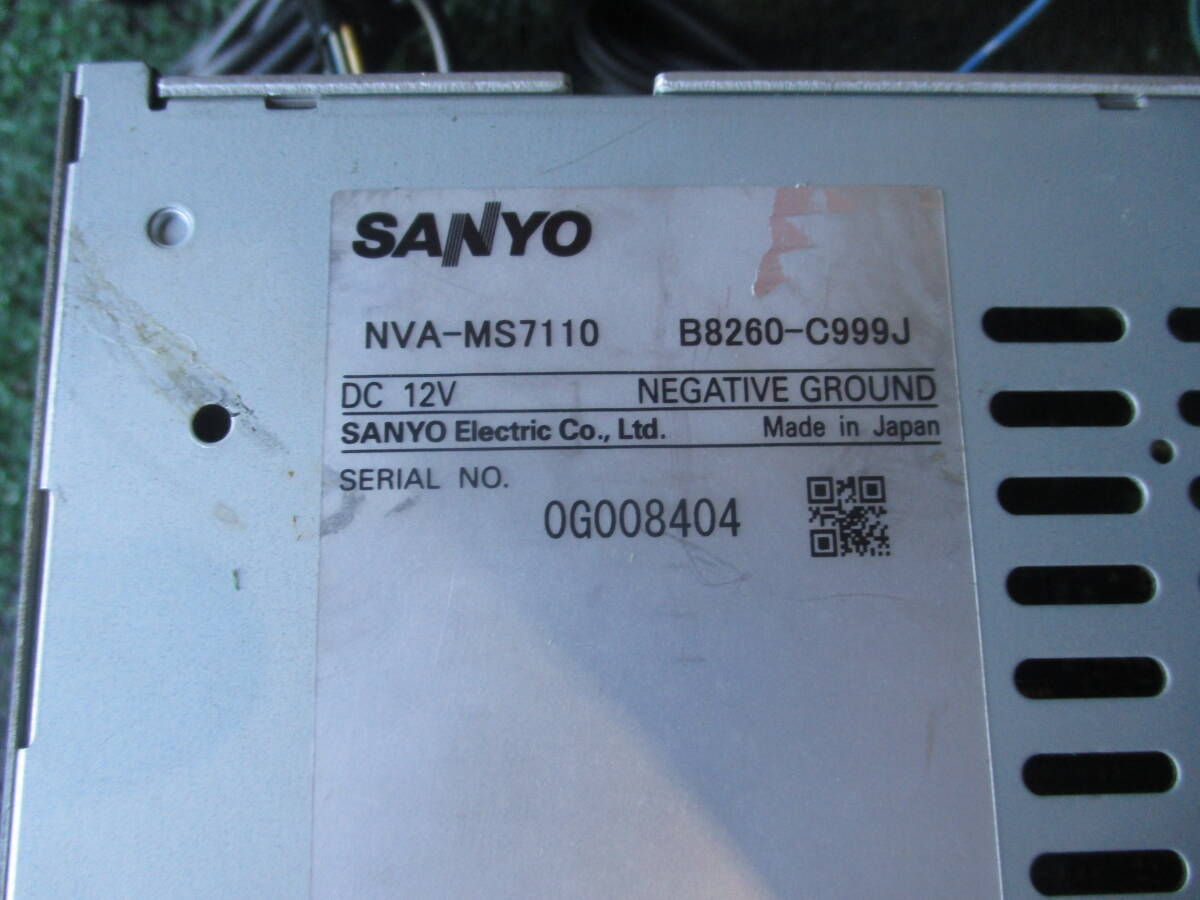 SANYO
NVA-MS7110 B8260-C999J
DC 12V NEGATIVE GROUND
SANYO Electric Co., Ltd. Made in Japan
SERIAL NO.
0G008404